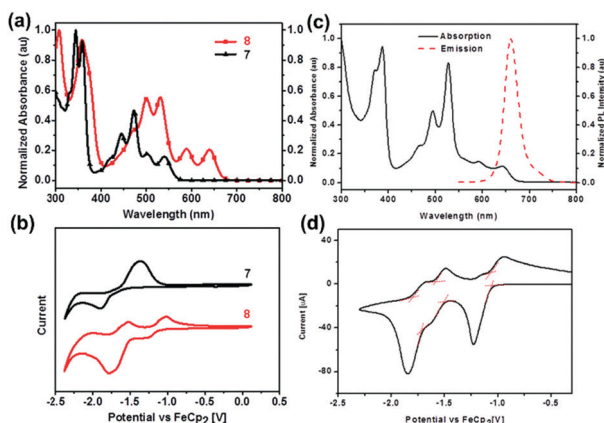 (a)
8
7
Normalized Absorbance (au)
1.0 0.8 0.6 0.4 0.2 0.0
1.0 0.8 0.6 0.4 0.2 0.0
300 400 500 600 700 800
Wavelength (nm)
(c)
Absorption
Emission
Normalized Absorbance (au)
1.0 0.8 0.6 0.4 0.2 0.0
Normalized PL Intensity (au)
1.0 0.8 0.6 0.4 0.2 0.0
300 400 500 600 700 800
Wavelength (nm)
(b)
7
8
Current
-2.5 -2.0 -1.5 -1.0 -0.5 0.0 0.5
Potential vs FeCp2 [V]
(d)
Current [uA]
40
0
-40
-80
-2.5 -2.0 -1.5 -1.0 -0.5
Potential vs FeCp2[V]